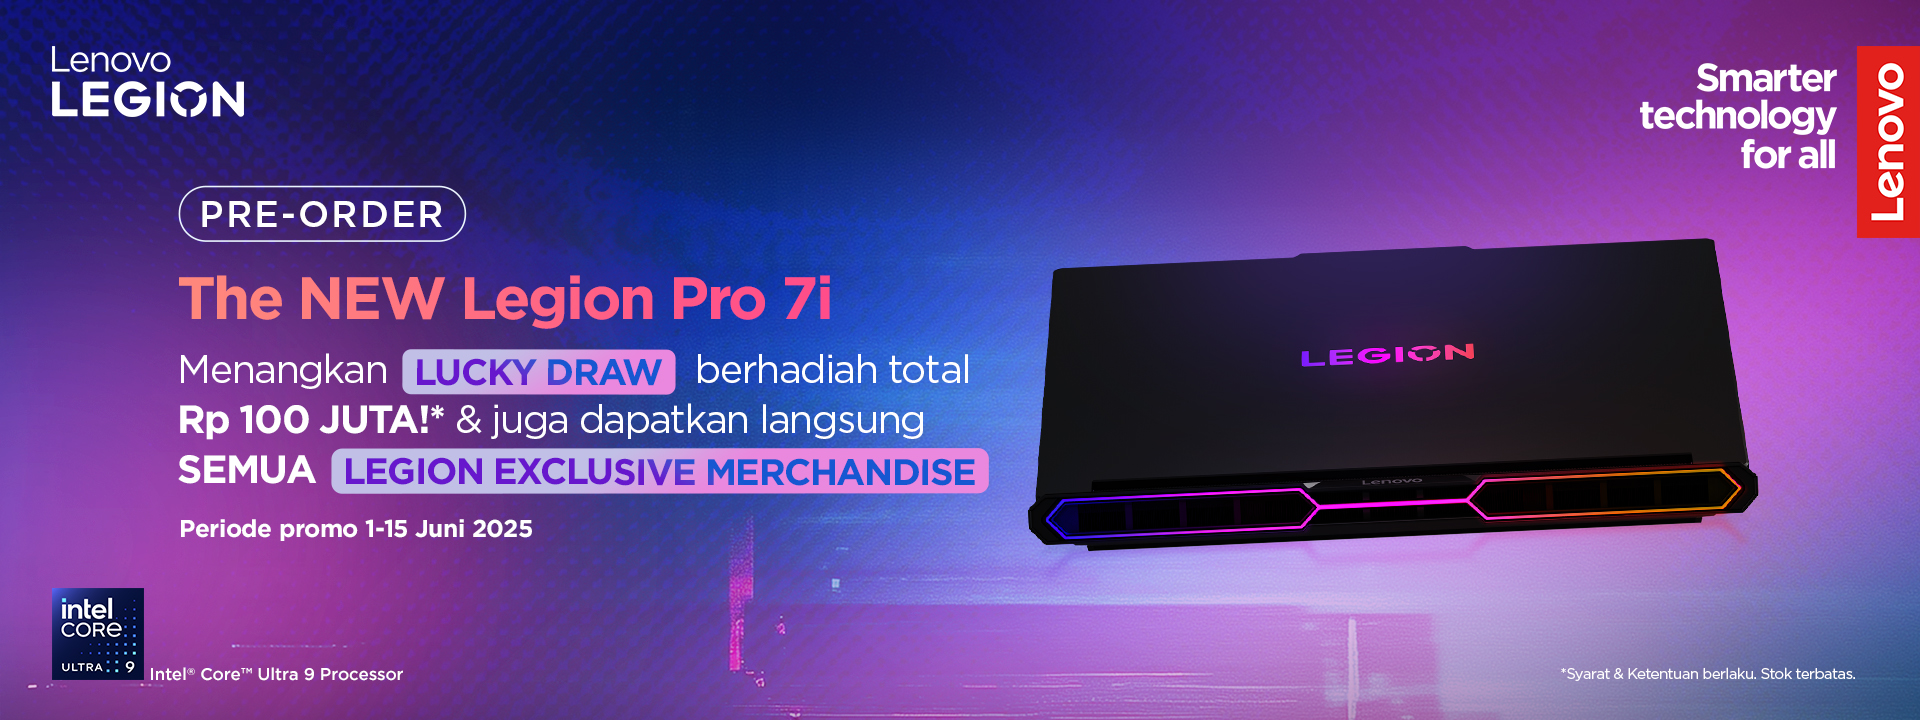 Lenovo
LEGION
Smarter
technology
for all
Lenovo
PRE-ORDER
The NEW Legion Pro 7i
Menangkan LUCKY DRAW berhadiah total
Rp 100 JUTA!* & juga dapatkan langsung
SEMUA LEGION EXCLUSIVE MERCHANDISE
Periode promo 1-15 Juni 2025
LEGION
Lenovo
intel
CORE
ULTRA 9
Intel® Core™ Ultra 9 Processor
*Syarat & Ketentuan berlaku. Stok terbatas.